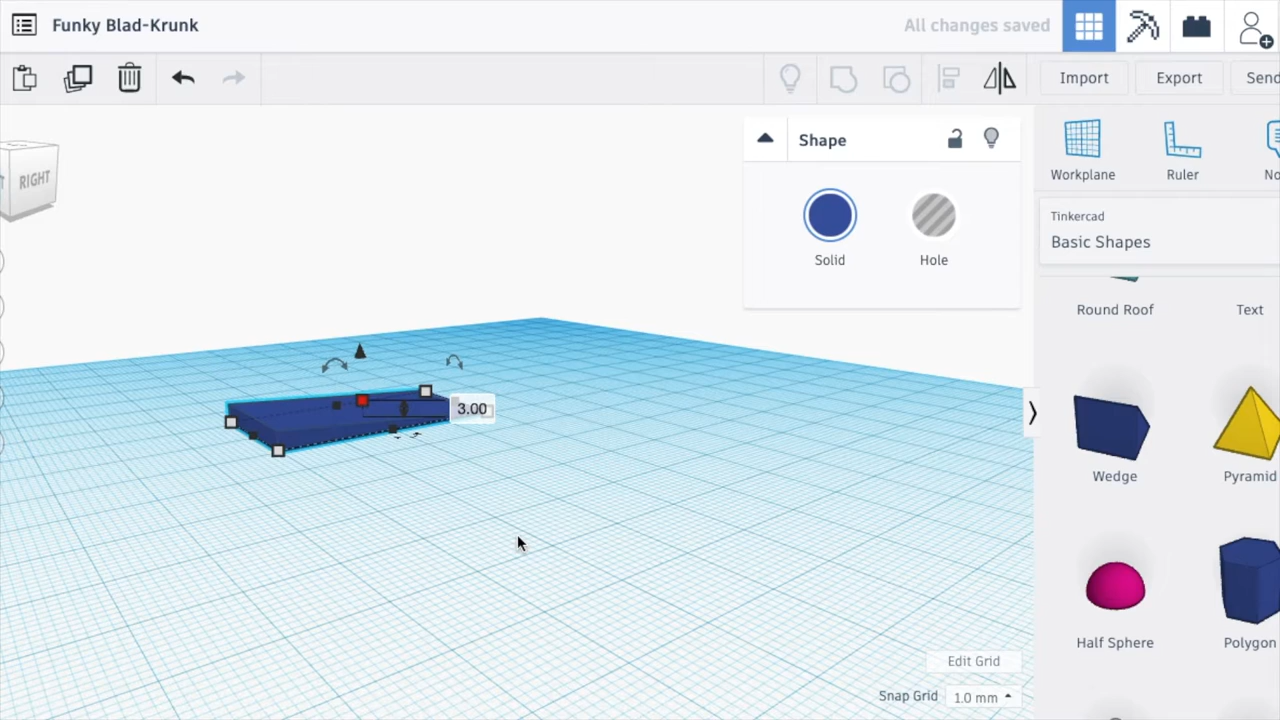 Funky Blad-Krunk
All changes saved
Import
Export
Send
RIGHT
Shape
Solid
Hole
Workplane
Ruler
No
Tinkercad
Basic Shapes
Round Roof
Text
Wedge
Pyramid
Half Sphere
Polygon
3.00
Edit Grid
Snap Grid
1.0 mm